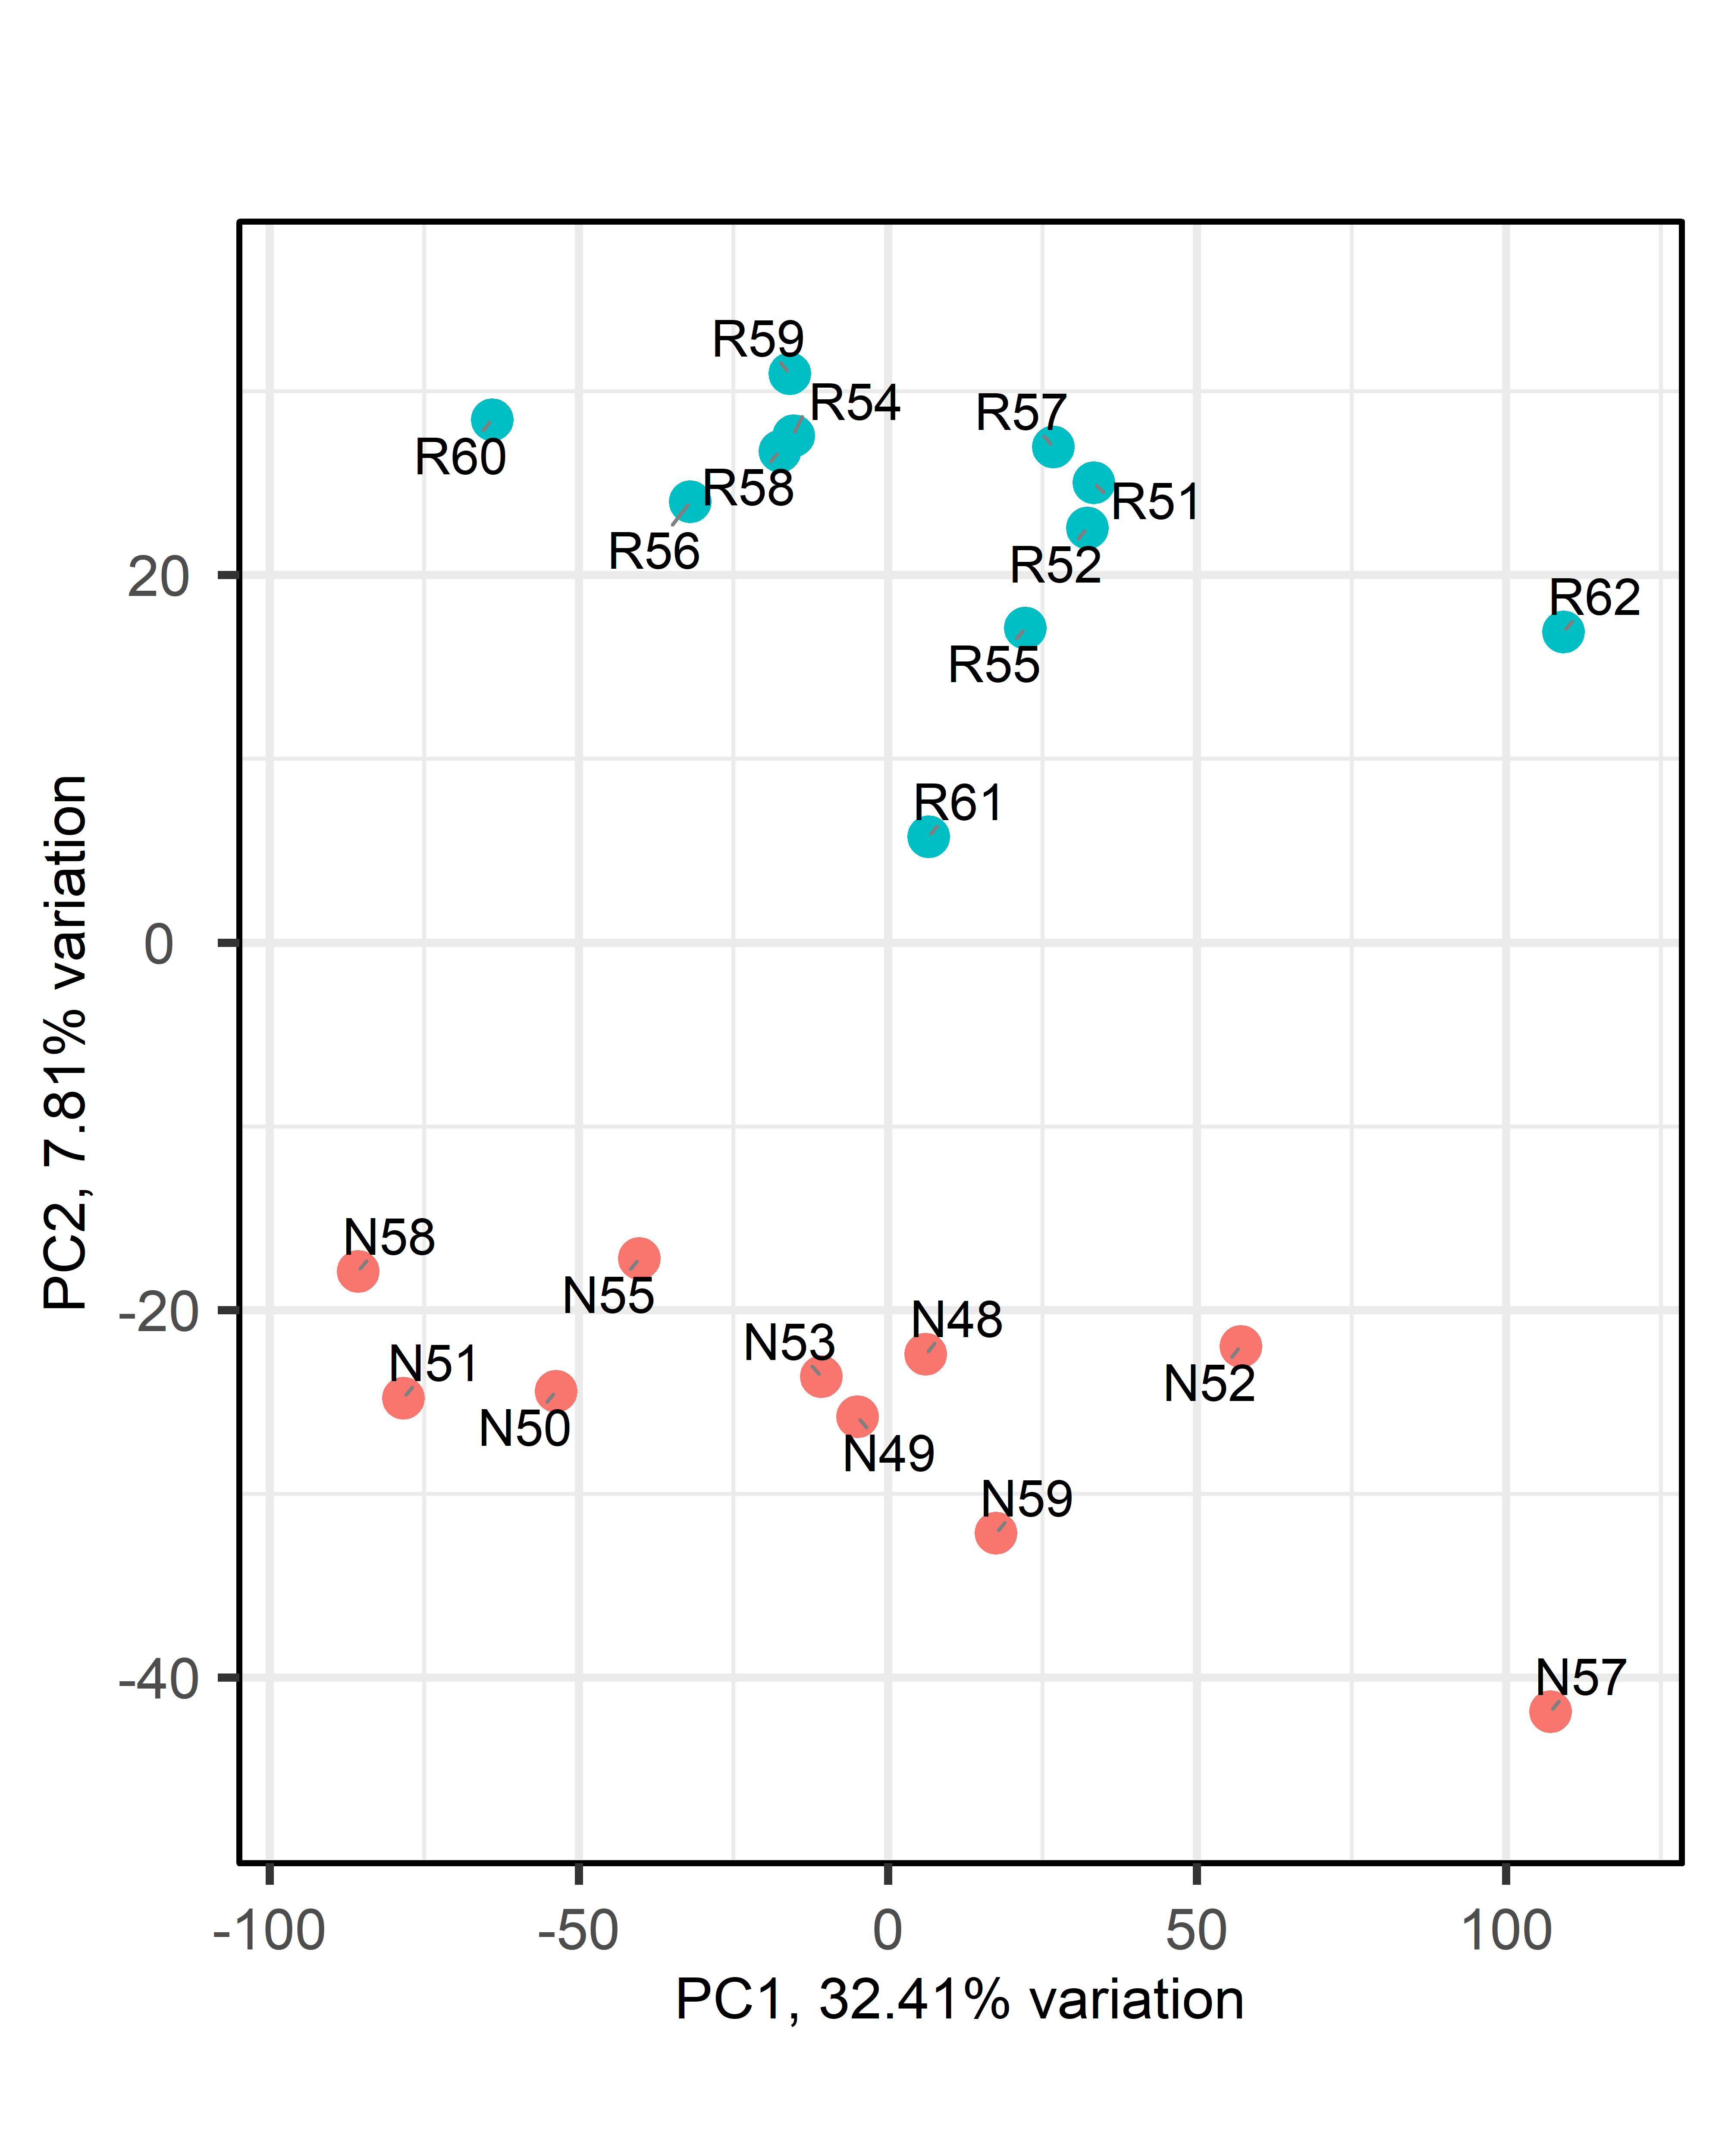 R59
R54
R57
R60
R58
R51
R56
R52
20
R62
R55
R61
0
PC2, 7.81% variation
N58
N55
-20
N48
N53
N51
N52
N50
N49
N59
-40
N57
-100 -50 0 50 100
PC1, 32.41% variation